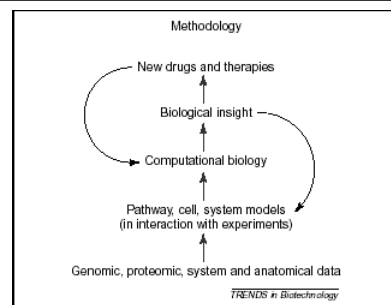 Methodology
New drugs and therapies
Biological insight
Computational biology
Pathway, cell, system models
(in interaction with experiments)
Genomic, proteomic, system and anatomical data
TRENDS in Biotechnology